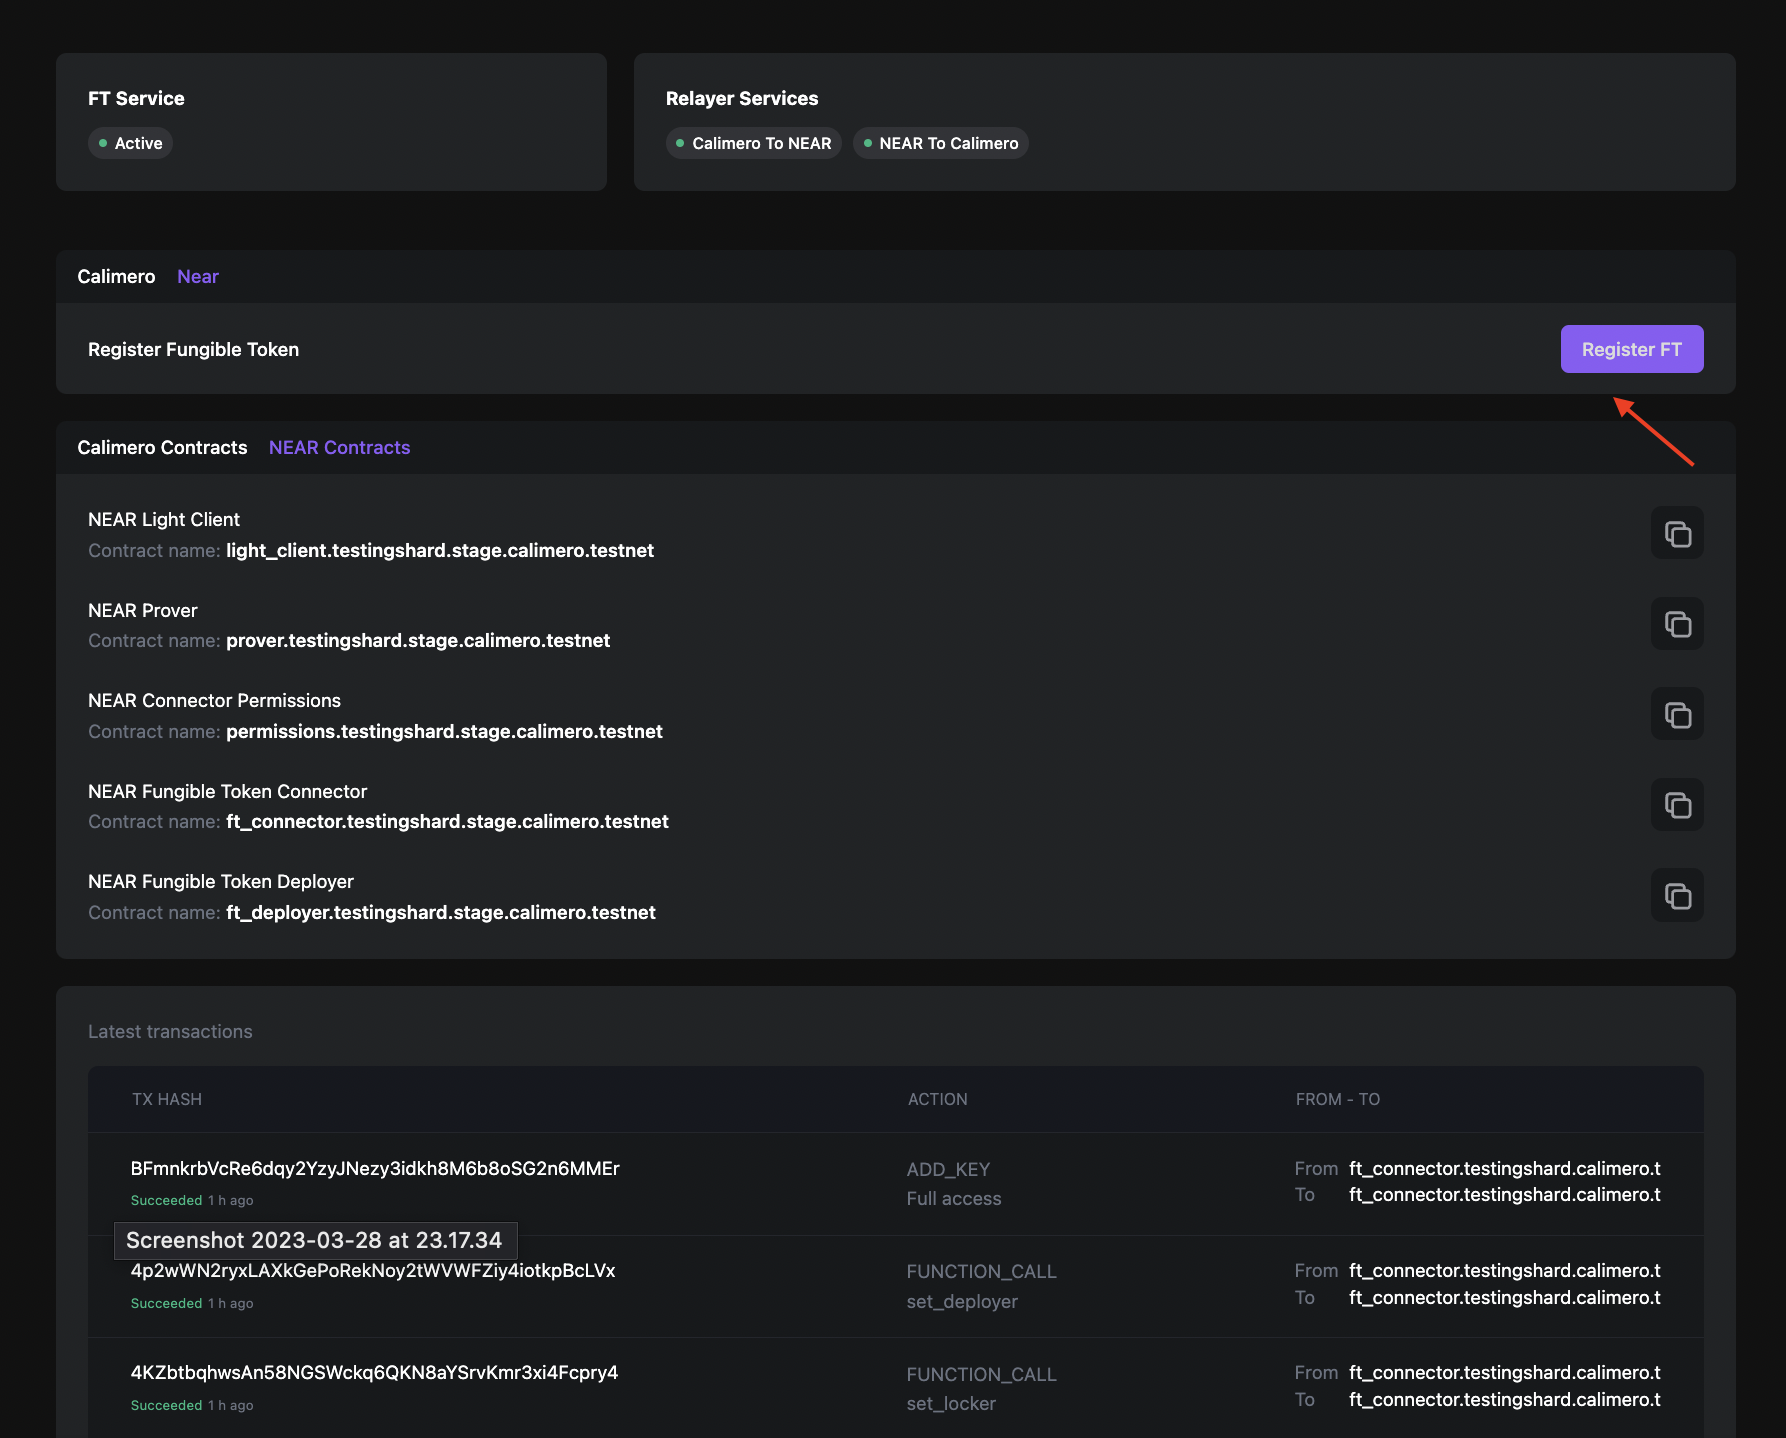 FT Service
Active
Relayer Services
Calimero To NEAR
NEAR To Calimero
Calimero
Near
Register Fungible Token
Register FT
Calimero Contracts
NEAR Contracts
NEAR Light Client
Contract name: light_client.testingshard.stage.calimero.testnet
NEAR Prover
Contract name: prover.testingshard.stage.calimero.testnet
NEAR Connector Permissions
Contract name: permissions.testingshard.stage.calimero.testnet
NEAR Fungible Token Connector
Contract name: ft_connector.testingshard.stage.calimero.testnet
NEAR Fungible Token Deployer
Contract name: ft_deployer.testingshard.stage.calimero.testnet
Latest transactions
TX HASH
ACTION
FROM - TO
BFmnkrbVcRe6dqy2YzyJNezy3idkh8M6b8oSG2n6MMEr
Succeeded 1 h ago
ADD_KEY
Full access
From ft_connector.testingshard.calimero.t
To ft_connector.testingshard.calimero.t
Screenshot 2023-03-28 at 23.17.34
4p2wWN2ryxLAXkGePoRekNoy2tWVWFZiy4iotkpBcLVx
Succeeded 1 h ago
FUNCTION_CALL
set_deployer
From ft_connector.testingshard.calimero.t
To ft_connector.testingshard.calimero.t
4KZbtbqhwsAn58NGSWckq6QKN8aYSrvKmr3xi4Fcpry4
Succeeded 1 h ago
FUNCTION_CALL
set_locker
From ft_connector.testingshard.calimero.t
To ft_connector.testingshard.calimero.t